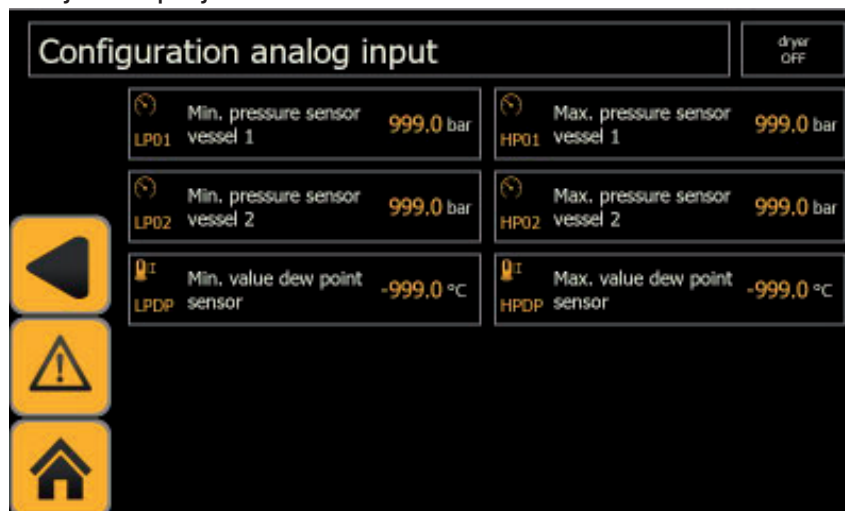 Configuration analog input
dryer
OFF
LP01 Min. pressure sensor
vessel 1 999.0 bar
HP01 Max. pressure sensor
vessel 1 999.0 bar
LP02 Min. pressure sensor
vessel 2 999.0 bar
HP02 Max. pressure sensor
vessel 2 999.0 bar
LPDP Min. value dew point
sensor -999.0 °C
HPDP Max. value dew point
sensor -999.0 °C